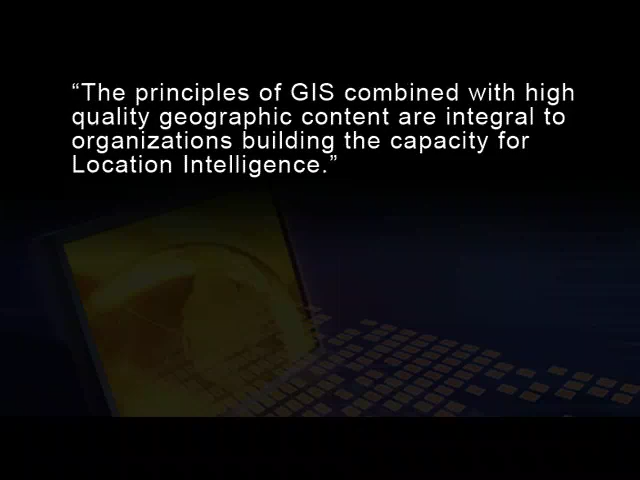 “The principles of GIS combined with high
quality geographic content are integral to
organizations building the capacity for
Location Intelligence.”